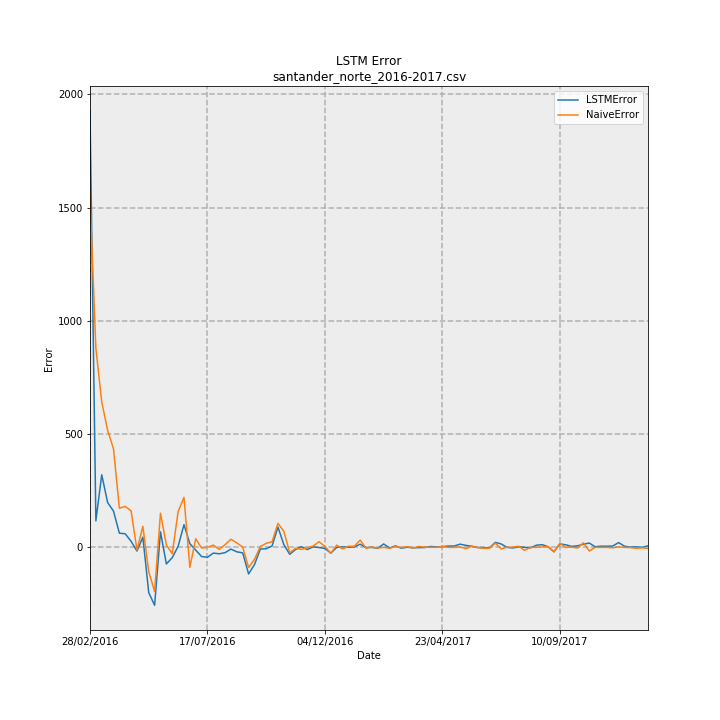 LSTM Error
santander_norte_2016-2017.csv
LSTMError
NaiveError
2000
1500
1000
500
0
Error
28/02/2016
17/07/2016
04/12/2016
23/04/2017
10/09/2017
Date